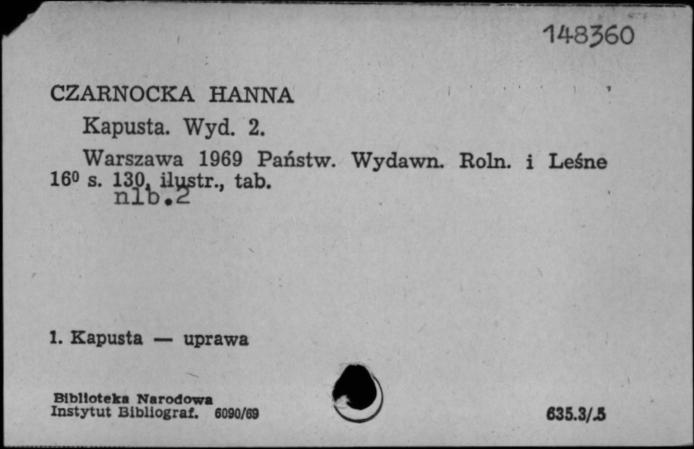 148360
CZARNOCKA HANNA
Kapusta. Wyd. 2.
Warszawa 1969 Państw. Wydawn. Roln. i Leśne
16⁰ s. 130, ilustr., tab.
nlb.2
1. Kapusta — uprawa
Biblioteka Narodowa
Instytut Bibliograf. 6090/69
635.3/.5